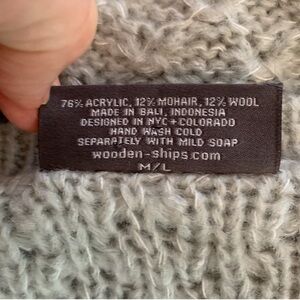 76% ACRYLIC, 12% MOHAIR, 12% WOOL
MADE IN BALI, INDONESIA
DESIGNED IN NYC + COLORADO
HAND WASH COLD
SEPARATELY WITH MILD SOAP
wooden-ships.com
M/L